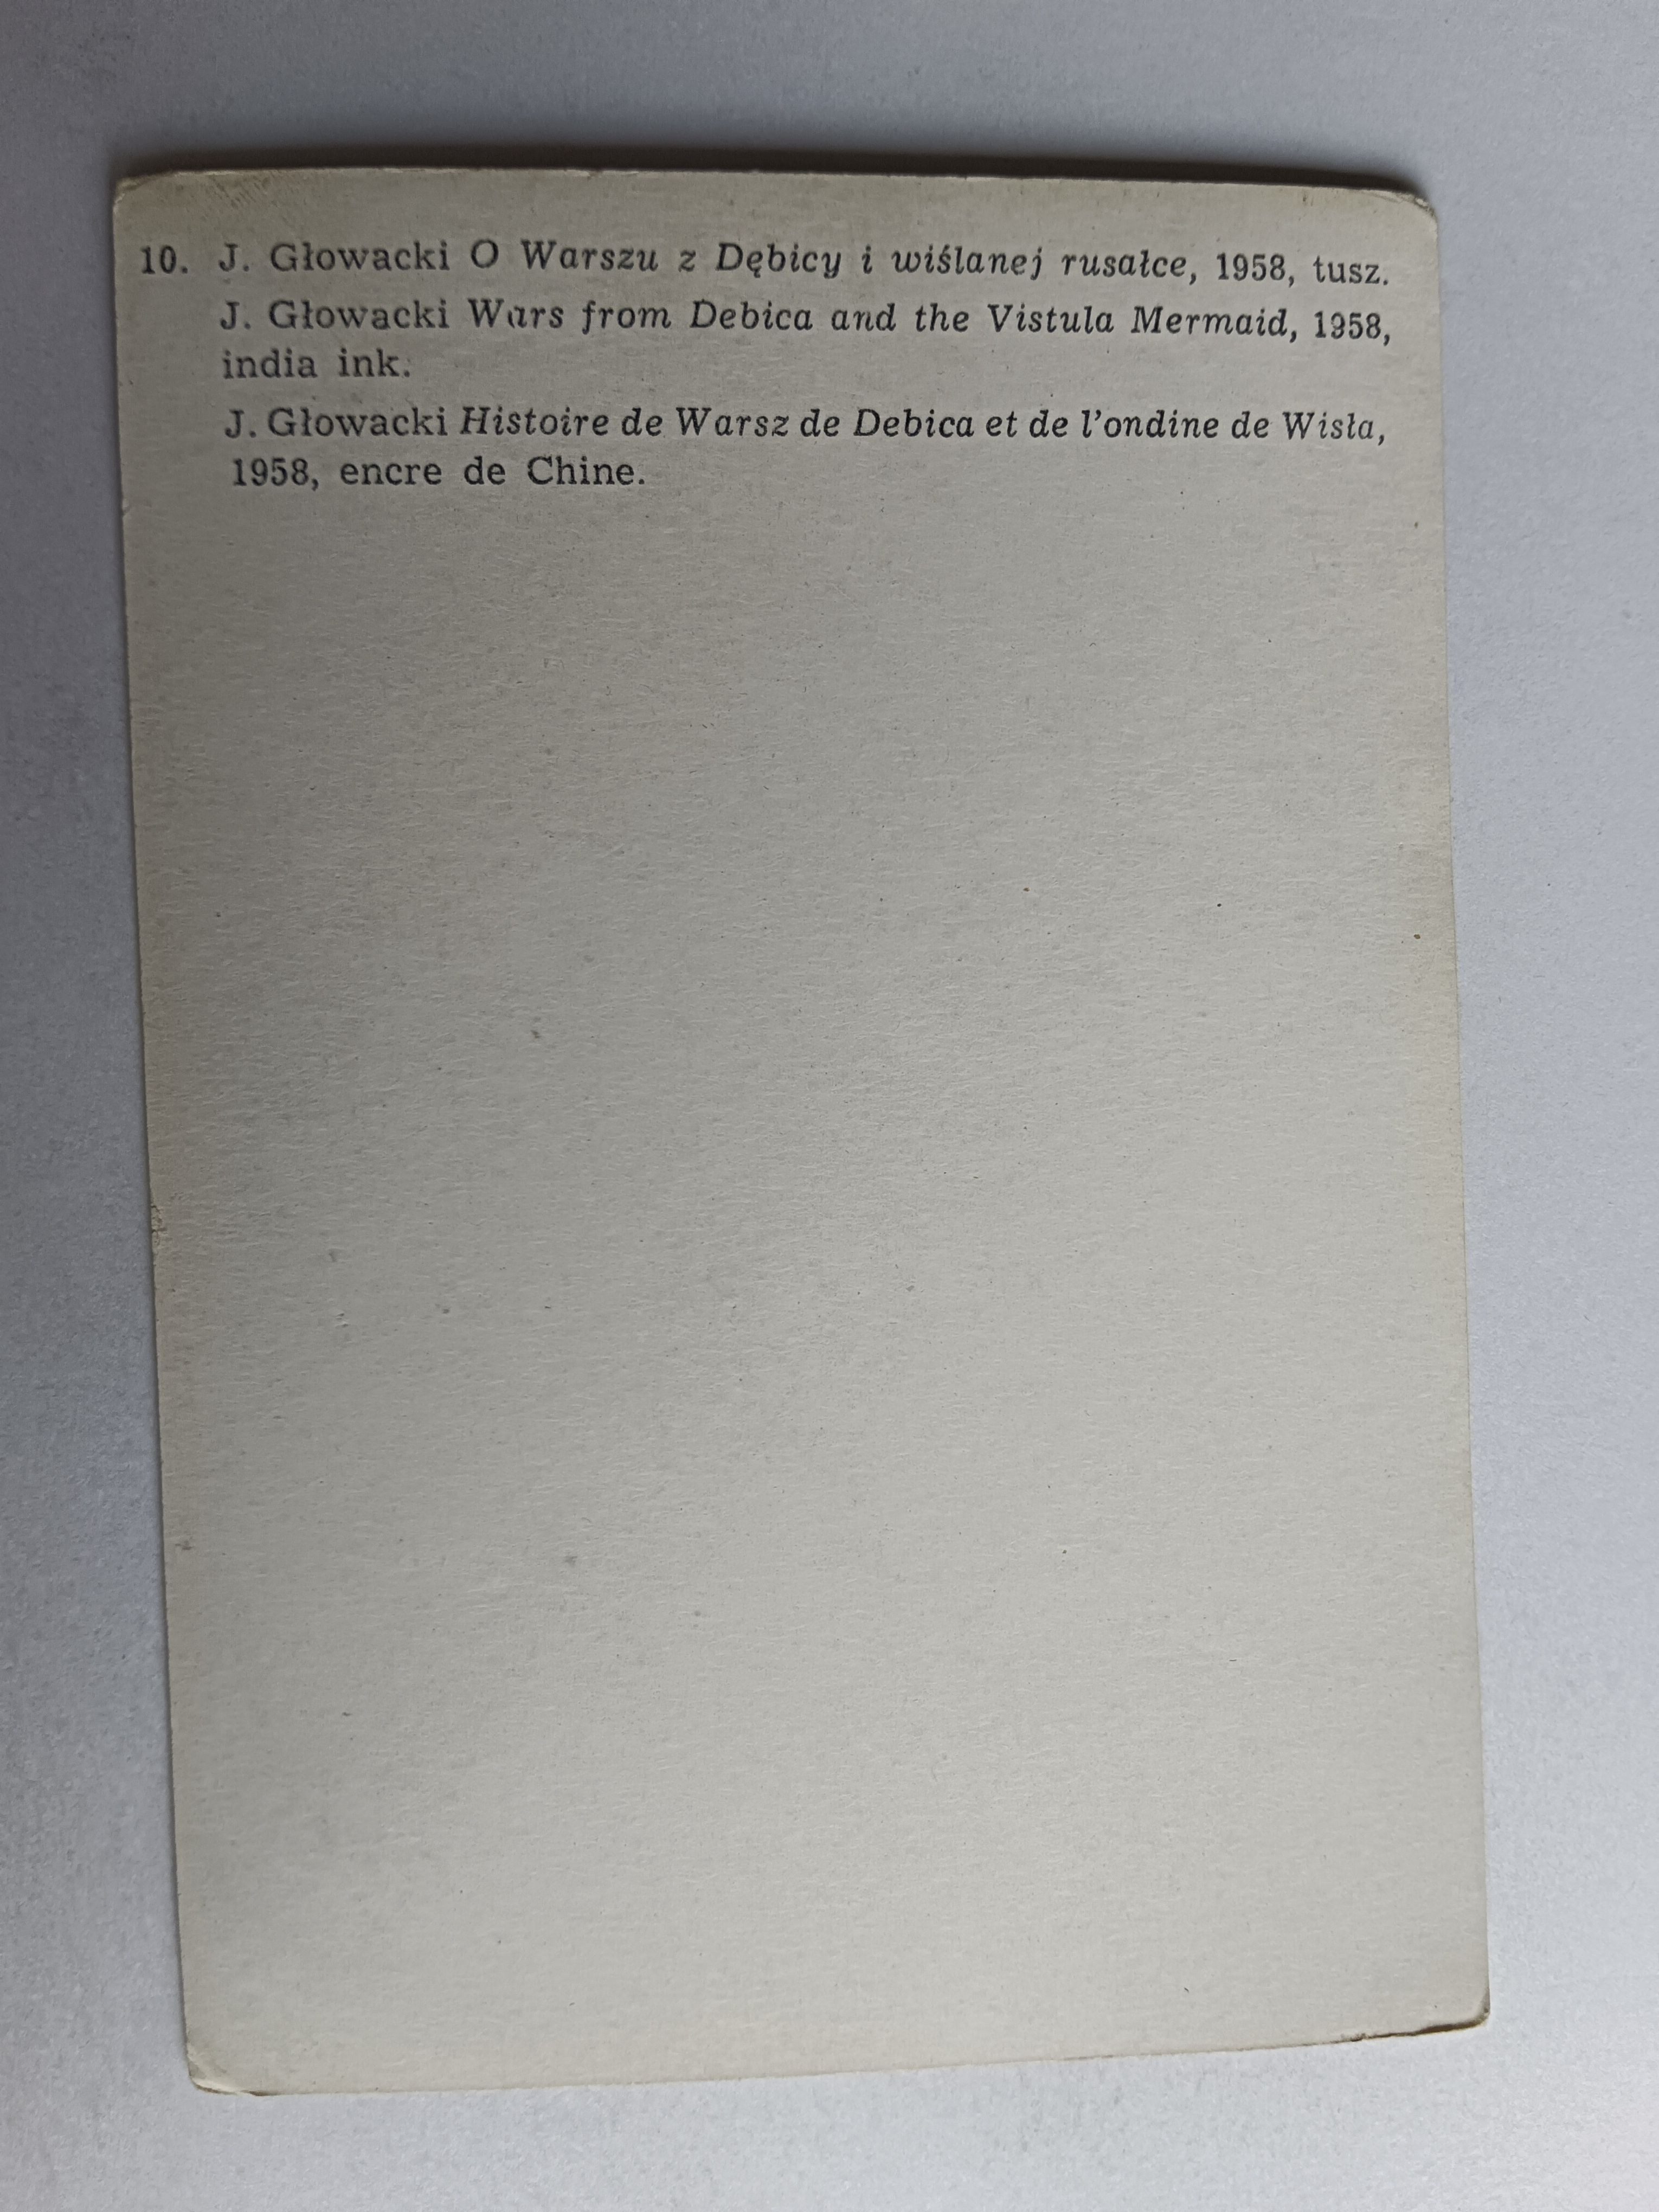 10. J. Głowacki O Warszu z Dębicy i wiślanej rusałce, 1958, tusz.
J. Głowacki Wars from Debica and the Vistula Mermaid, 1958,
india ink.
J. Głowacki Histoire de Warsz de Debica et de l'ondine de Wisła,
1958, encre de Chine.